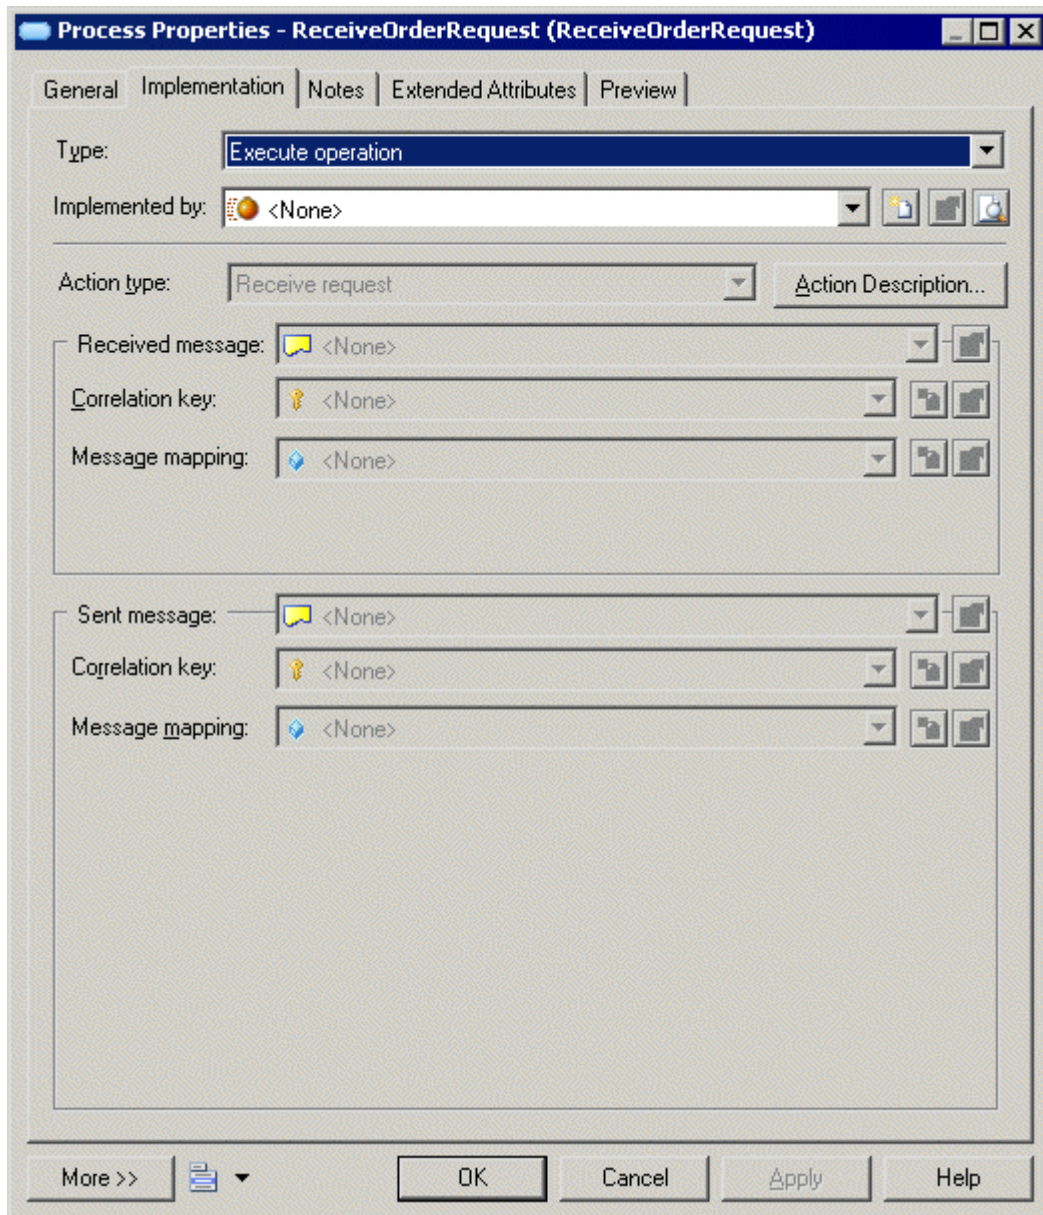 Process Properties - ReceiveOrderRequest (ReceiveOrderRequest)
General Implementation Notes Extended Attributes Preview
Type: Execute operation
Implemented by: <None>
Action type: Receive request Action Description...
Received message: <None>
Correlation key: <None>
Message mapping: <None>
Sent message: <None>
Correlation key: <None>
Message mapping: <None>
More >> OK Cancel Apply Help